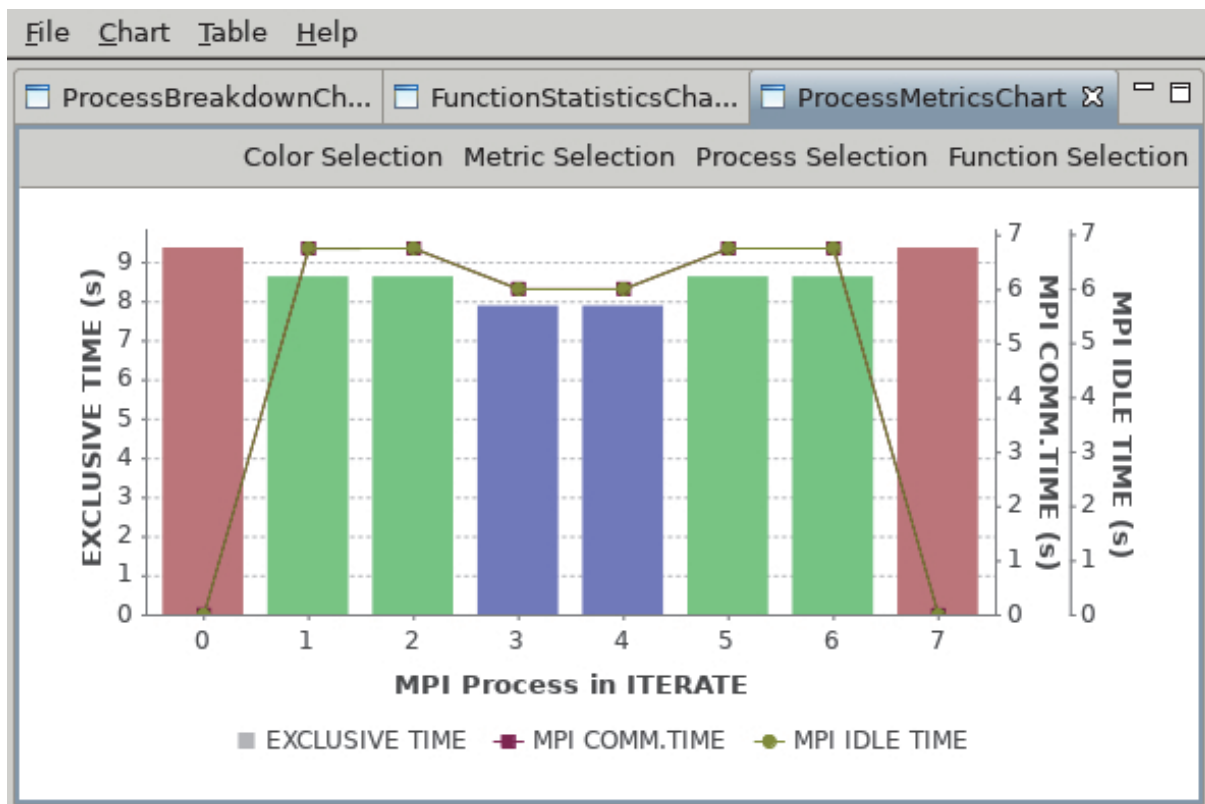 File Chart Table Help
ProcessBreakdownCh... FunctionStatisticsCha... ProcessMetricsChart
Color Selection Metric Selection Process Selection Function Selection
EXCLUSIVE TIME (s)
9
8
7
6
5
4
3
2
1
0
7
6
5
4
3
2
1
0
MPI COMM.TIME (s)
7
6
5
4
3
2
1
0
MPI IDLE TIME (s)
0 1 2 3 4 5 6 7
MPI Process in ITERATE
EXCLUSIVE TIME MPI COMM.TIME MPI IDLE TIME